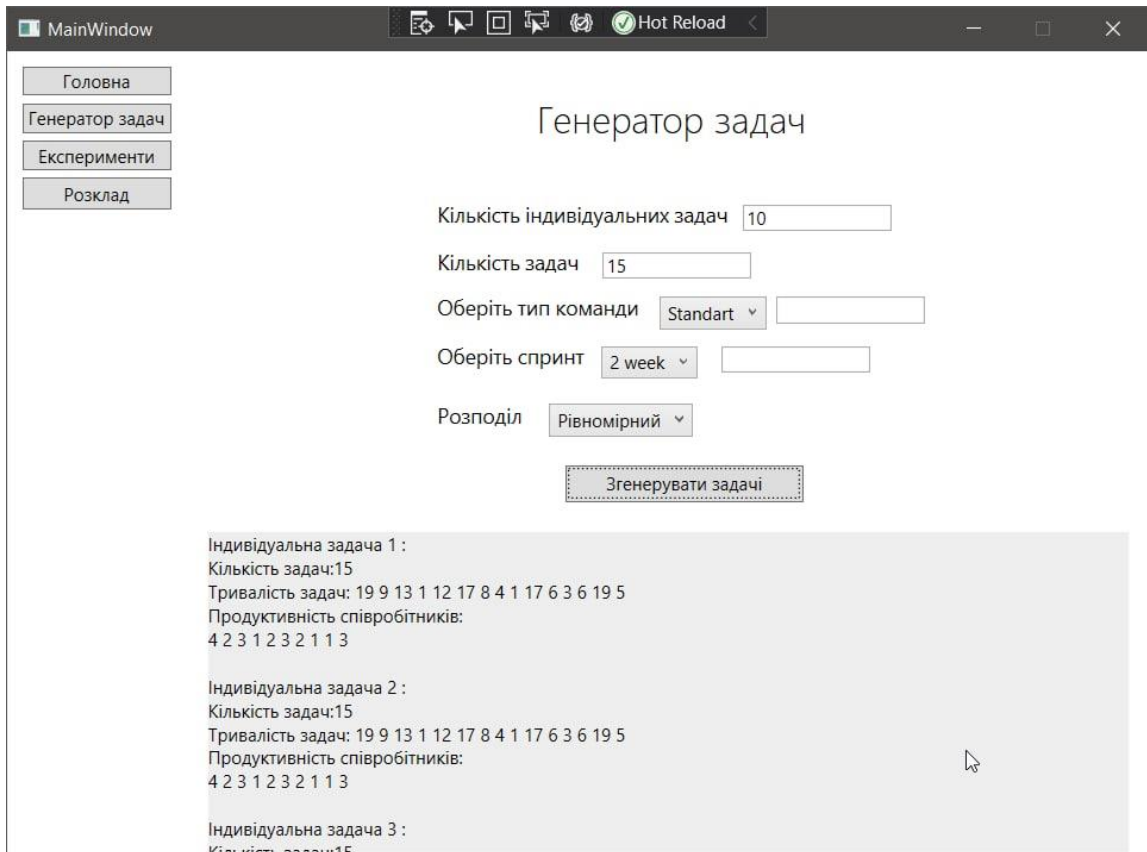 MainWindow
Hot Reload
Головна
Генератор задач
Експерименти
Розклад
Генератор задач
Кількість індивідуальних задач 10
Кількість задач 15
Оберіть тип команди Standart
Оберіть спринт 2 week
Розподіл Рівномірний
Згенерувати задачі
Індивідуальна задача 1 :
Кількість задач:15
Тривалість задач: 19 9 13 1 12 17 8 4 1 17 6 3 6 19 5
Продуктивність співробітників:
4 2 3 1 2 3 2 1 1 3
Індивідуальна задача 2 :
Кількість задач:15
Тривалість задач: 19 9 13 1 12 17 8 4 1 17 6 3 6 19 5
Продуктивність співробітників:
4 2 3 1 2 3 2 1 1 3
Індивідуальна задача 3 :
Кількість задач:15